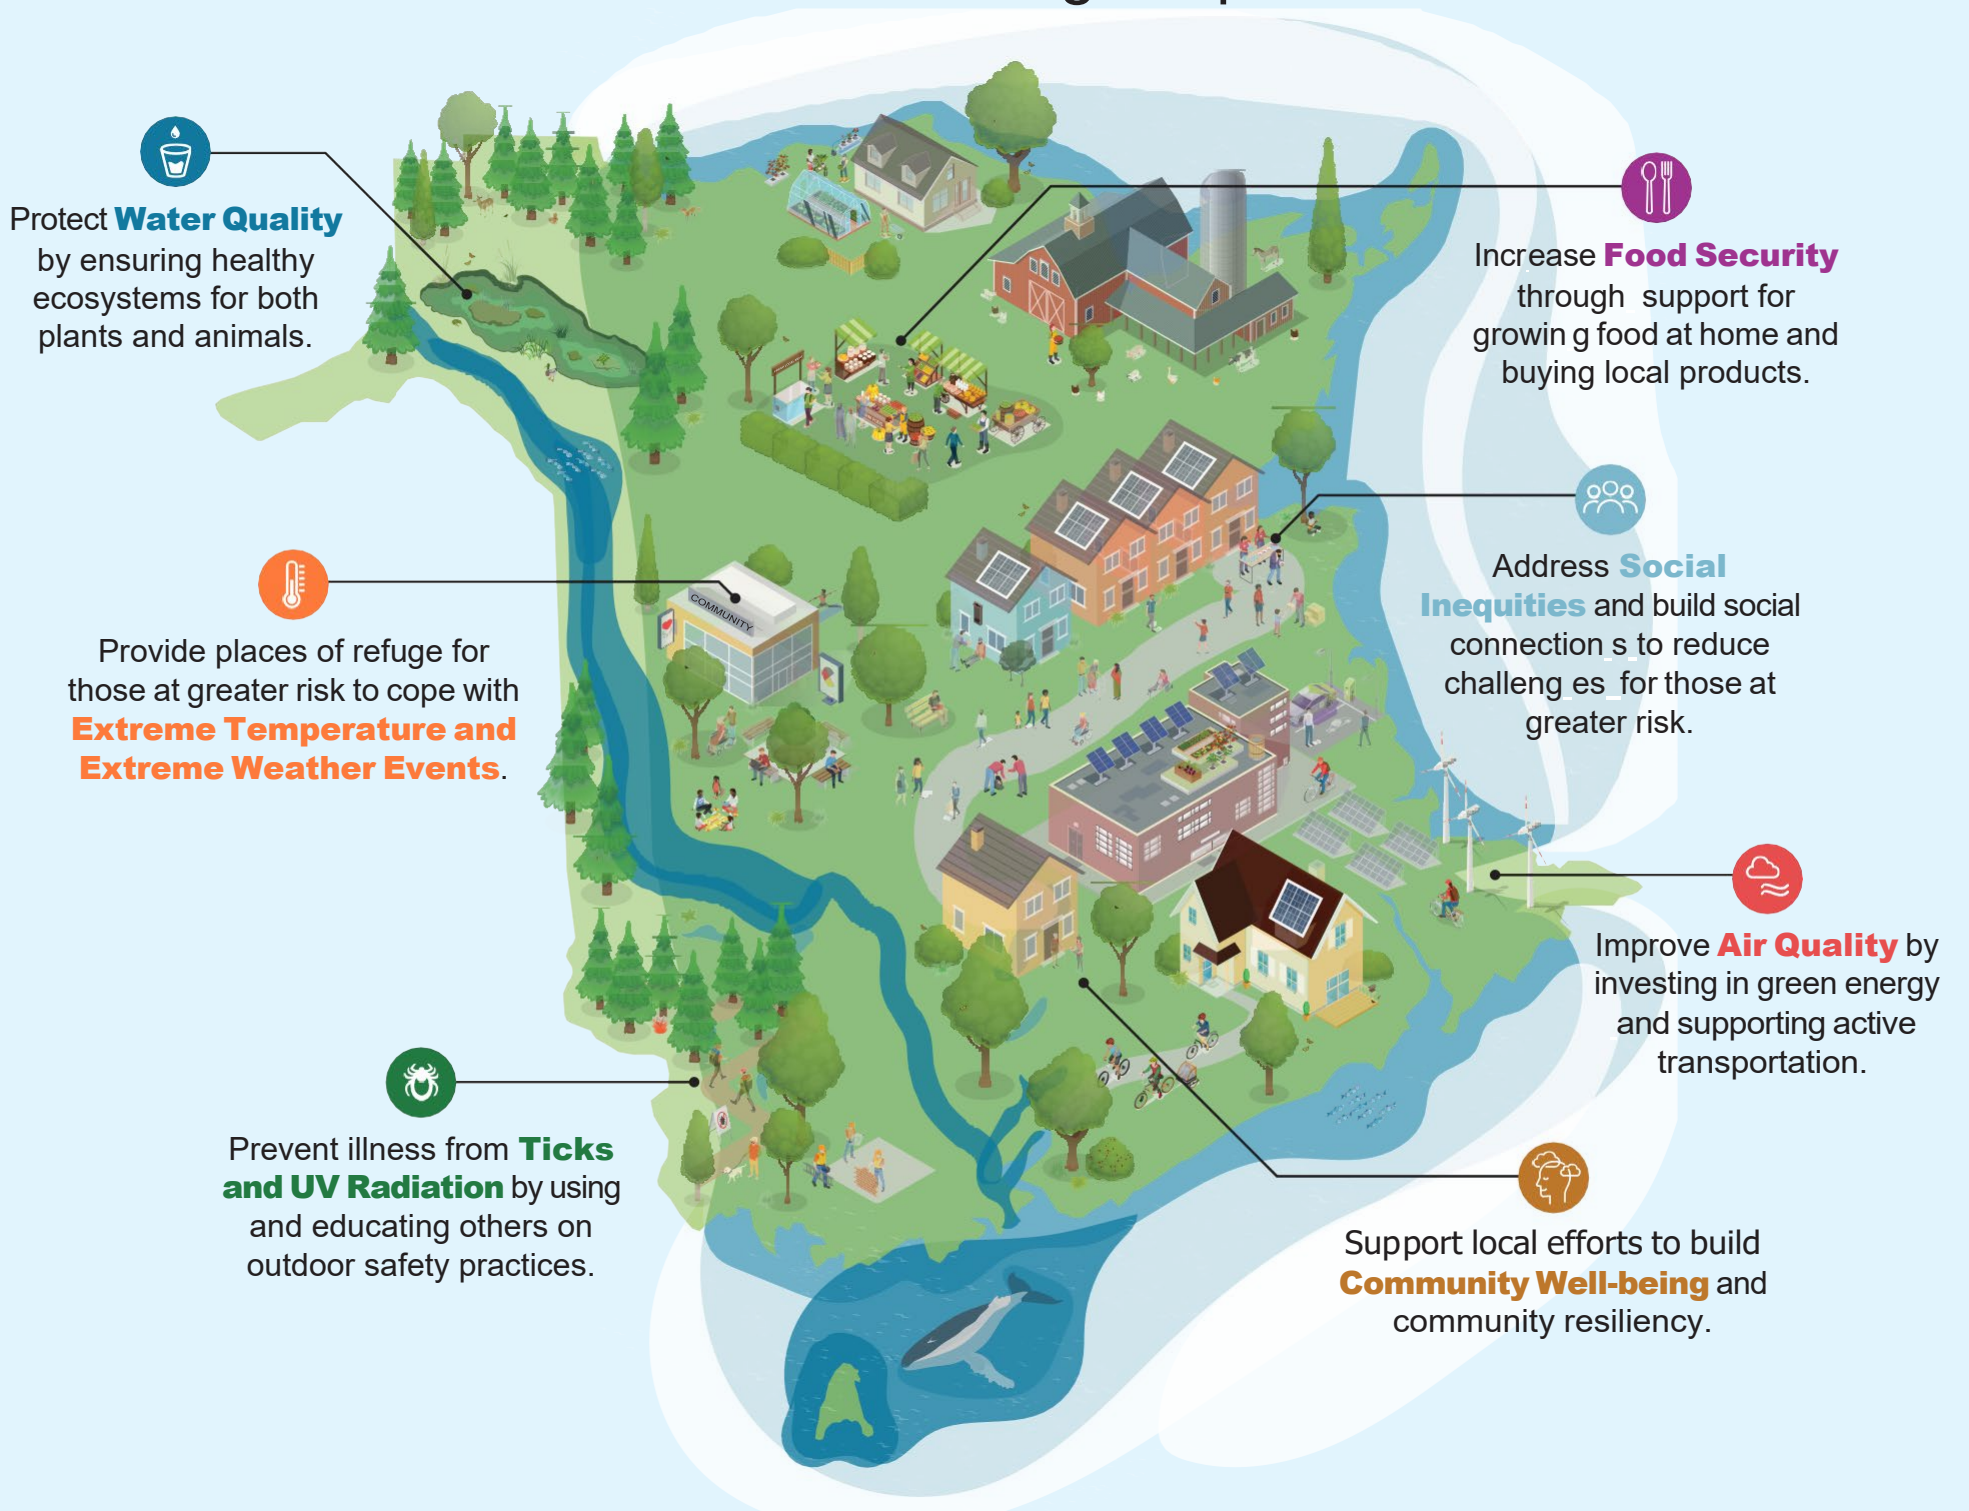 Protect Water Quality
by ensuring healthy
ecosystems for both
plants and animals.
Increase Food Security
through support for
growin g food at home and
buying local products.
Provide places of refuge for
those at greater risk to cope with
Extreme Temperature and
Extreme Weather Events.
COMMUNITY
Address Social
Inequities and build social
connection s to reduce
challeng es for those at
greater risk.
Improve Air Quality by
investing in green energy
and supporting active
transportation.
Prevent illness from Ticks
and UV Radiation by using
and educating others on
outdoor safety practices.
Support local efforts to build
Community Well-being and
community resiliency.